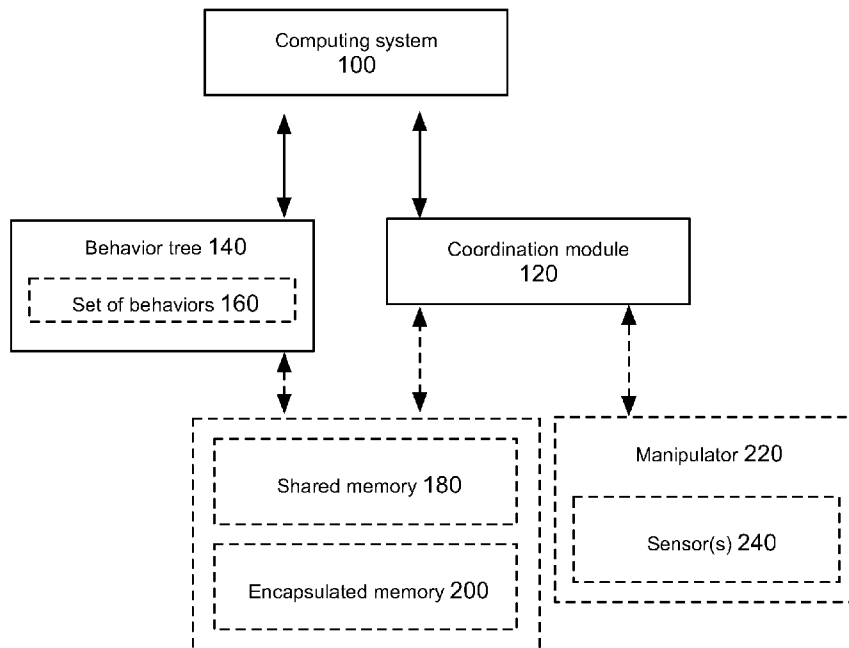 Computing system
100
Behavior tree 140
Set of behaviors 160
Coordination module
120
Shared memory 180
Encapsulated memory 200
Manipulator 220
Sensor(s) 240